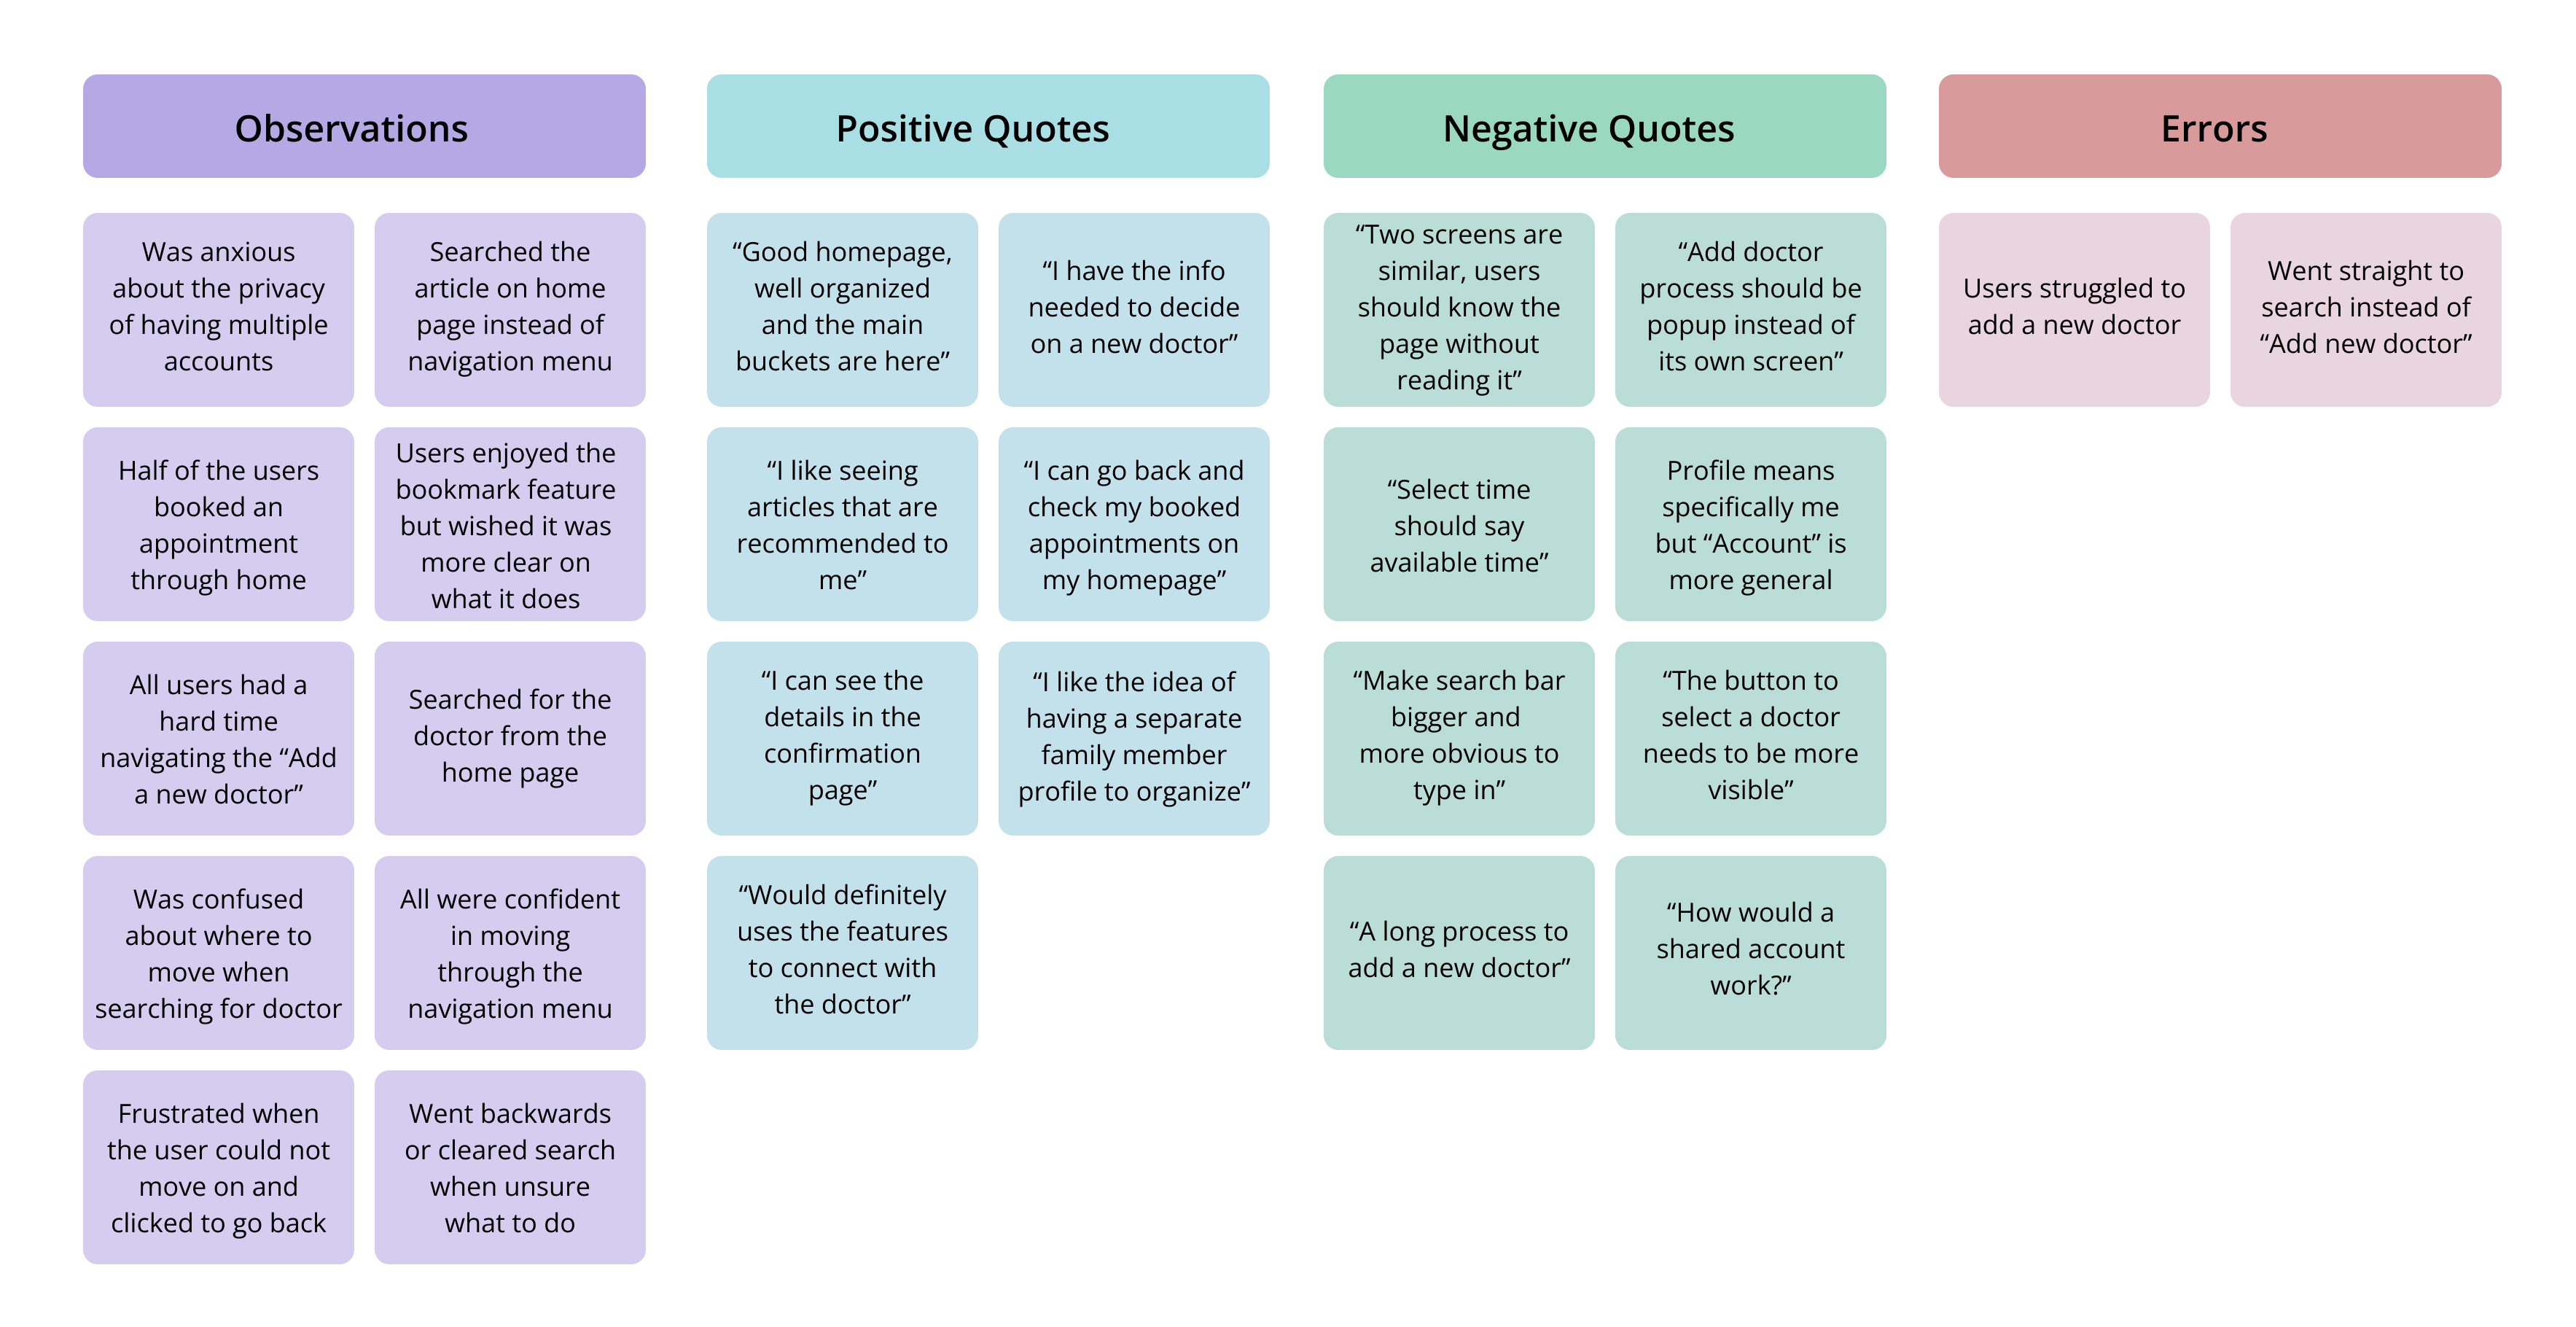 Observations
Was anxious
about the privacy
of having multiple
accounts
Searched the
article on home
page instead of
navigation menu
Half of the users
booked an
appointment
through home
Users enjoyed the
bookmark feature
but wished it was
more clear on
what it does
All users had a
hard time
navigating the “Add
a new doctor”
Searched for the
doctor from the
home page
Was confused
about where to
move when
searching for doctor
All were confident
in moving
through the
navigation menu
Frustrated when
the user could not
move on and
clicked to go back
Went backwards
or cleared search
when unsure
what to do
Positive Quotes
“Good homepage,
well organized
and the main
buckets are here”
“I have the info
needed to decide
on a new doctor”
“I like seeing
articles that are
recommended to
me”
“I can go back and
check my booked
appointments on
my homepage”
“I can see the
details in the
confirmation
page”
“I like the idea of
having a separate
family member
profile to organize”
“Would definitely
uses the features
to connect with
the doctor”
Negative Quotes
“Two screens are
similar, users
should know the
page without
reading it”
“Add doctor
process should be
popup instead of
its own screen”
“Select time
should say
available time”
Profile means
specifically me
but “Account” is
more general
“Make search bar
bigger and
more obvious to
type in”
“The button to
select a doctor
needs to be more
visible”
“A long process to
add a new doctor”
“How would a
shared account
work?”
Errors
Users struggled to
add a new doctor
Went straight to
search instead of
“Add new doctor”